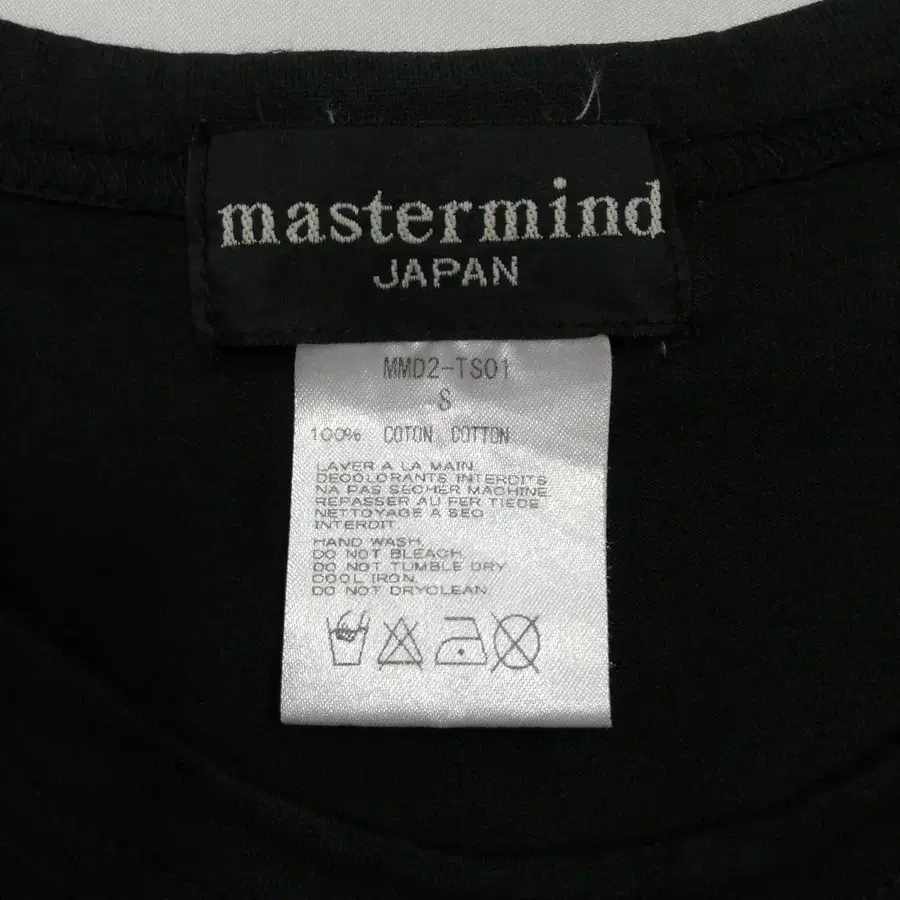 mastermind
JAPAN
MMD2-TS01
S
100% COTON COTTON
LAVER A LA MAIN
DECOLORANTS INTERDITS
NA PAS SECHER MACHINE
REPASSER AU FER TIEDE
NETTOYAGE A SEC
INTERDIT
HAND WASH.
DO NOT BLEACH.
DO NOT TUMBLE DRY.
COOL IRON.
DO NOT DRYCLEAN